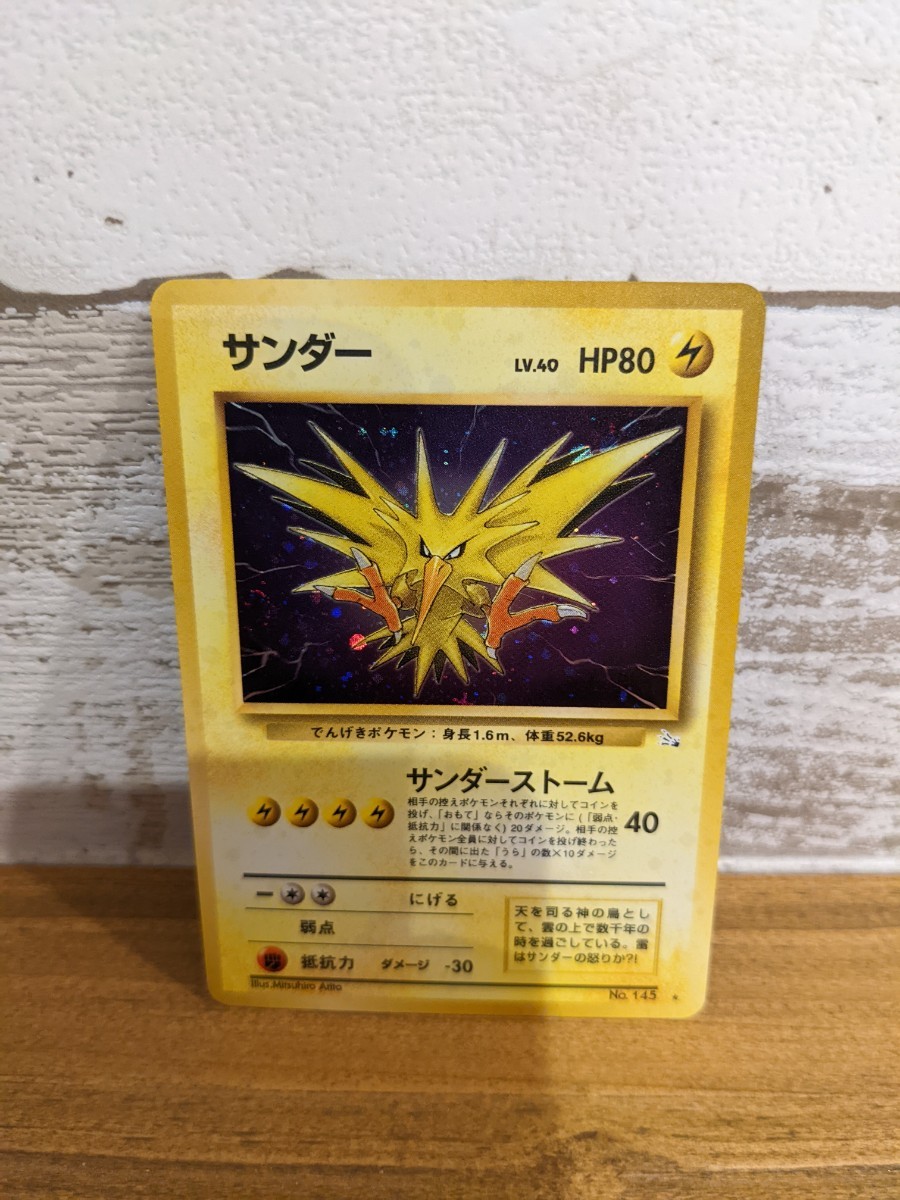 サンダー
LV.40 HP80
でんげきポケモン：身長1.6m、体重52.6kg
サンダーストーム
相手の控えポケモンそれぞれに対してコインを
投げ、「おもて」ならそのポケモンに(「弱点・
抵抗力」に関係なく)20ダメージ。相手の控
えポケモン全員に対してコインを投げ終わった
ら、その間に出た「うら」の数×10ダメージ
をこのカードに与える。
40
にげる
弱点
抵抗力 ダメージ -30
天を司る神の鳥とし
て、雲の上で数千年の
時を過ごしている。雷
はサンダーの怒りか?!
Illus.Mitsuhiro Arita
No. 145